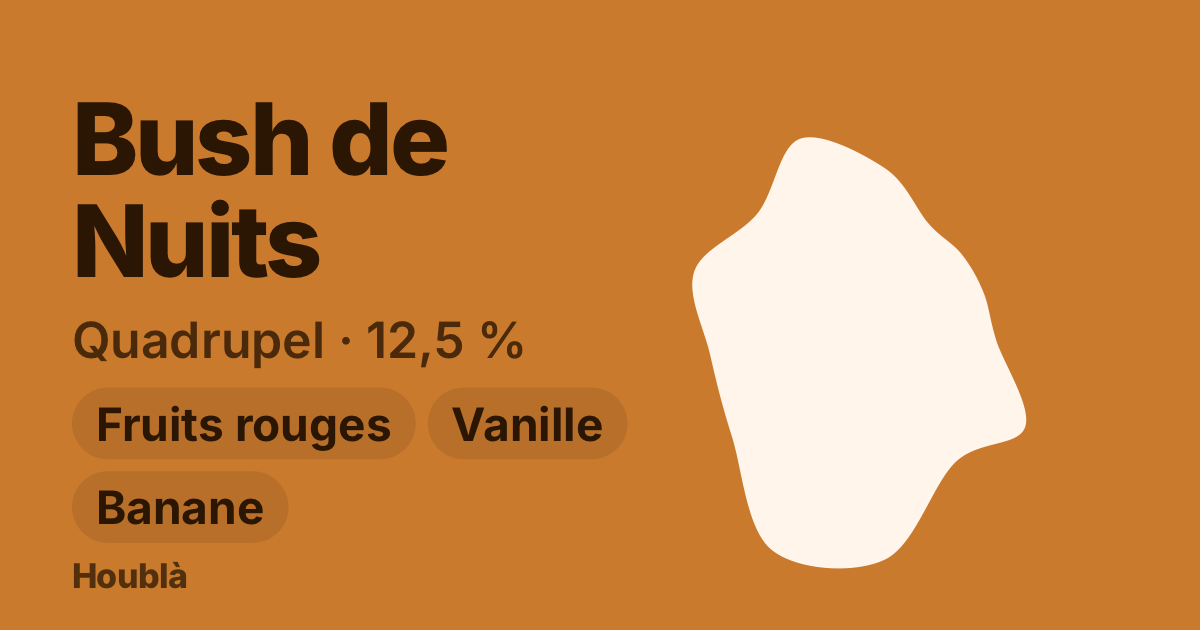 Bush de
Nuits
Quadrupel · 12,5 %
Fruits rouges Vanille
Banane
Houblà